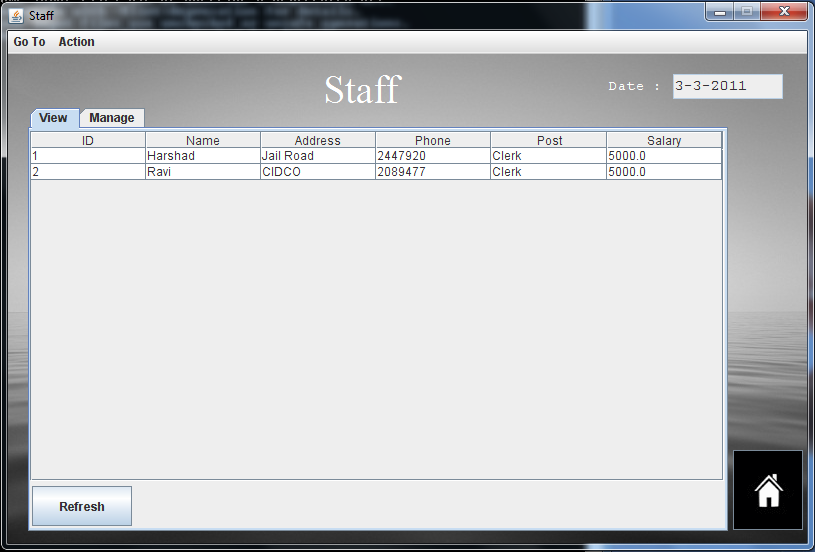 Staff
Go To Action
Staff
Date : 3-3-2011
View Manage
ID Name Address Phone Post Salary
1 Harshad Jail Road 2447920 Clerk 5000.0
2 Ravi CIDCO 2089477 Clerk 5000.0
Refresh